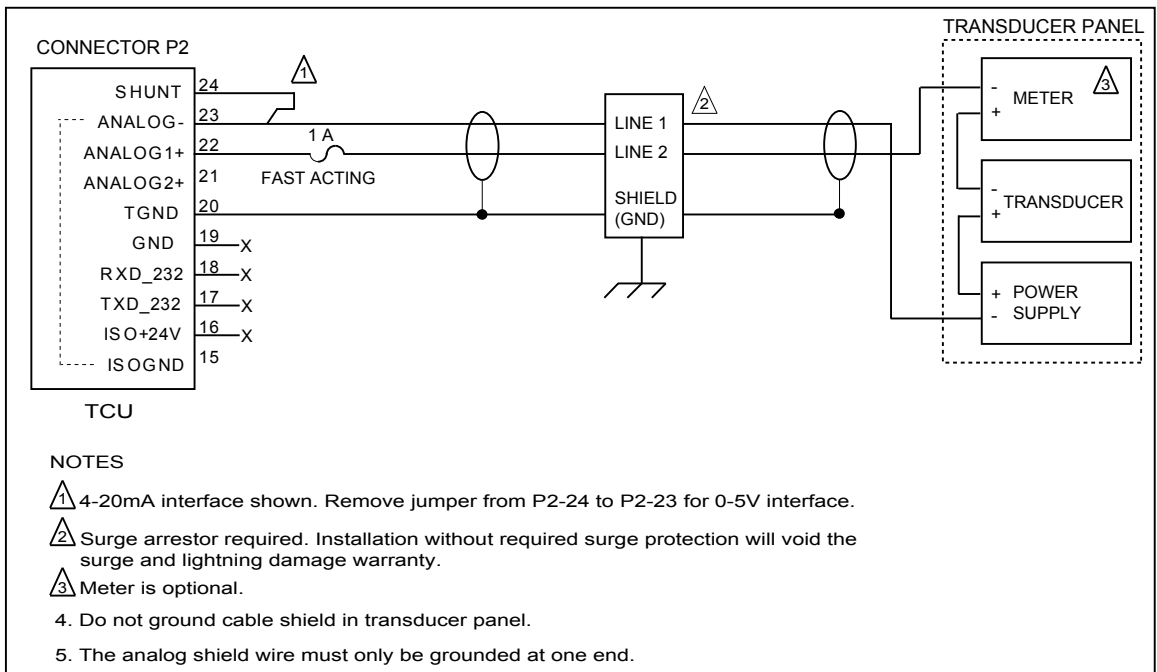 TRANSDUCER PANEL
CONNECTOR P2
SHUNT 24
ANALOG- 23
ANALOG1+ 22
ANALOG2+ 21
TGND 20
GND 19 X
RXD_232 18 X
TXD_232 17 X
ISO+24V 16 X
ISOGND 15
TCU
1
1 A
FAST ACTING
2
LINE 1
LINE 2
SHIELD
(GND)
3
- METER
+
- TRANSDUCER
+
+ POWER
- SUPPLY
NOTES
1 4-20mA interface shown. Remove jumper from P2-24 to P2-23 for 0-5V interface.
2 Surge arrestor required. Installation without required surge protection will void the
surge and lightning damage warranty.
3 Meter is optional.
4. Do not ground cable shield in transducer panel.
5. The analog shield wire must only be grounded at one end.